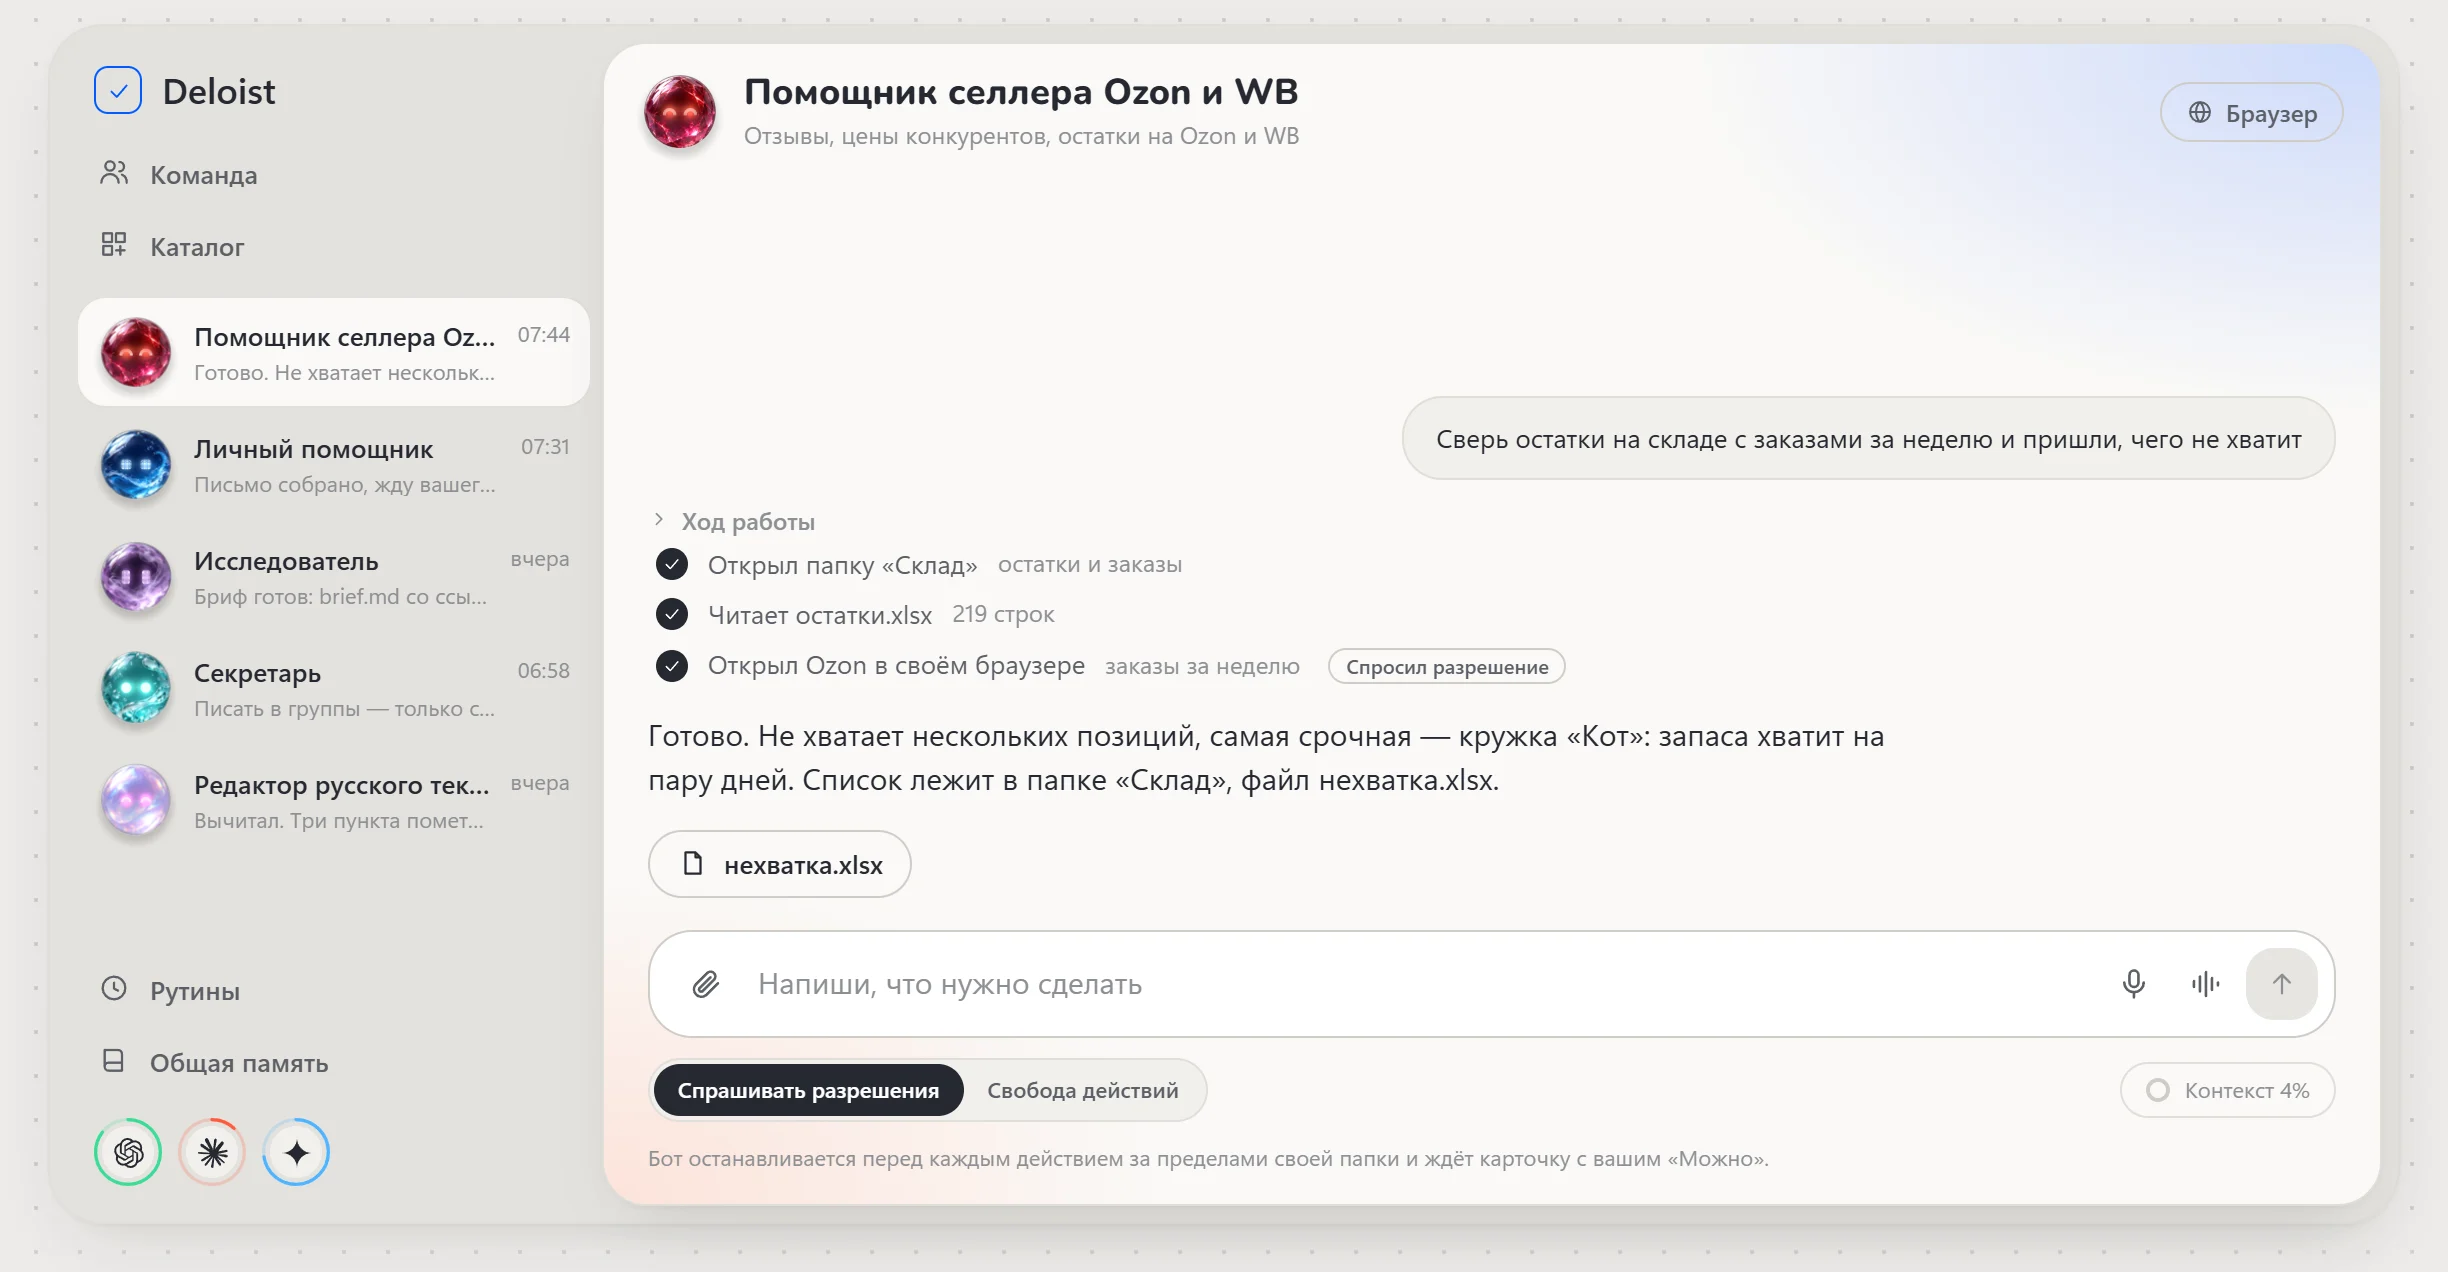 Deloist
Команда
Каталог
Помощник селлера Oz... 07:44
Готово. Не хватает нескольк...
Личный помощник 07:31
Письмо собрано, жду вашег...
Исследователь вчера
Бриф готов: brief.md со ссы...
Секретарь 06:58
Писать в группы — только с...
Редактор русского тек... вчера
Вычитал. Три пункта помет...
Рутины
Общая память
Помощник селлера Ozon и WB
Отзывы, цены конкурентов, остатки на Ozon и WB
Браузер
Сверь остатки на складе с заказами за неделю и пришли, чего не хватит
Ход работы
Открыл папку «Склад» остатки и заказы
Читает остатки.xlsx 219 строк
Открыл Ozon в своём браузере заказы за неделю Спросил разрешение
Готово. Не хватает нескольких позиций, самая срочная — кружка «Кот»: запаса хватит на
пару дней. Список лежит в папке «Склад», файл нехватка.xlsx.
нехватка.xlsx
Напиши, что нужно сделать
Спрашивать разрешения Свобода действий
Контекст 4%
Бот останавливается перед каждым действием за пределами своей папки и ждёт карточку с вашим «Можно».